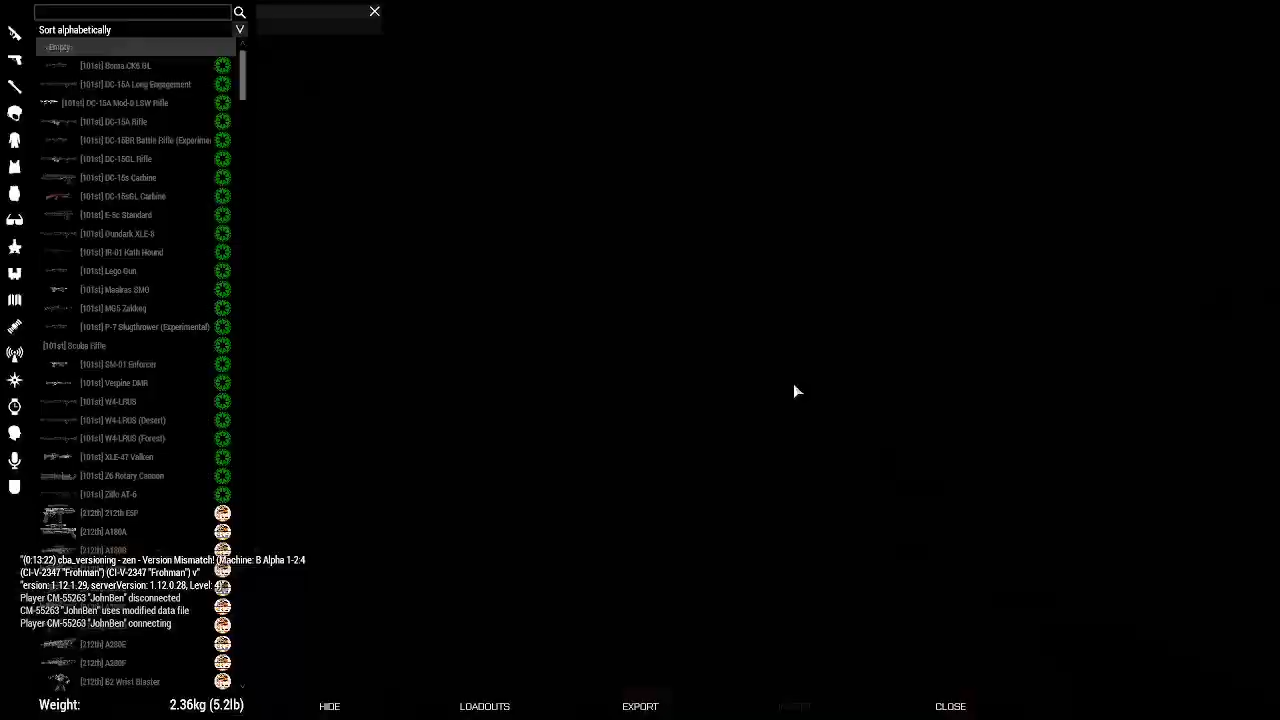 Sort alphabetically
Empty
[101st] Boma CK6 GL
[101st] DC-15A Long Engagement
[101st] DC-15A Mod-0 LSW Rifle
[101st] DC-15A Rifle
[101st] DC-15BR Battle Rifle (Experimen
[101st] DC-15GL Rifle
[101st] DC-15s Carbine
[101st] DC-15sGL Carbine
[101st] E-5c Standard
[101st] Gundark XLE-8
[101st] IR-01 Kath Hound
[101st] Lego Gun
[101st] Maalras SMG
[101st] MG5 Zakkeg
[101st] P-7 Slugthrower (Experimental)
[101st] Scuba Rifle
[101st] SM-01 Enforcer
[101st] Verpine DMR
[101st] W4-LRUS
[101st] W4-LRUS (Desert)
[101st] W4-LRUS (Forest)
[101st] XLE-47 Valken
[101st] Z6 Rotary Cannon
[101st] Zillo AT-6
[212th] 212th E5P
[212th] A180A
[212th] A180B
"(0:13:22) cba_versioning - zen - Version Mismatch! (Machine: B Alpha 1-2:4
(CI-V-2347 "Frohman") (CI-V-2347 "Frohman") v"
"ersion: 1.12.1.29, serverVersion: 1.12.0.28, Level: 4)"
Player CM-55263 "JohnBen" disconnected
CM-55263 "JohnBen" uses modified data file
Player CM-55263 "JohnBen" connecting
[212th] A280E
[212th] A280F
[212th] B2 Wrist Blaster
Weight: 2.36kg (5.2lb)
HIDE
LOADOUTS
EXPORT
CLOSE